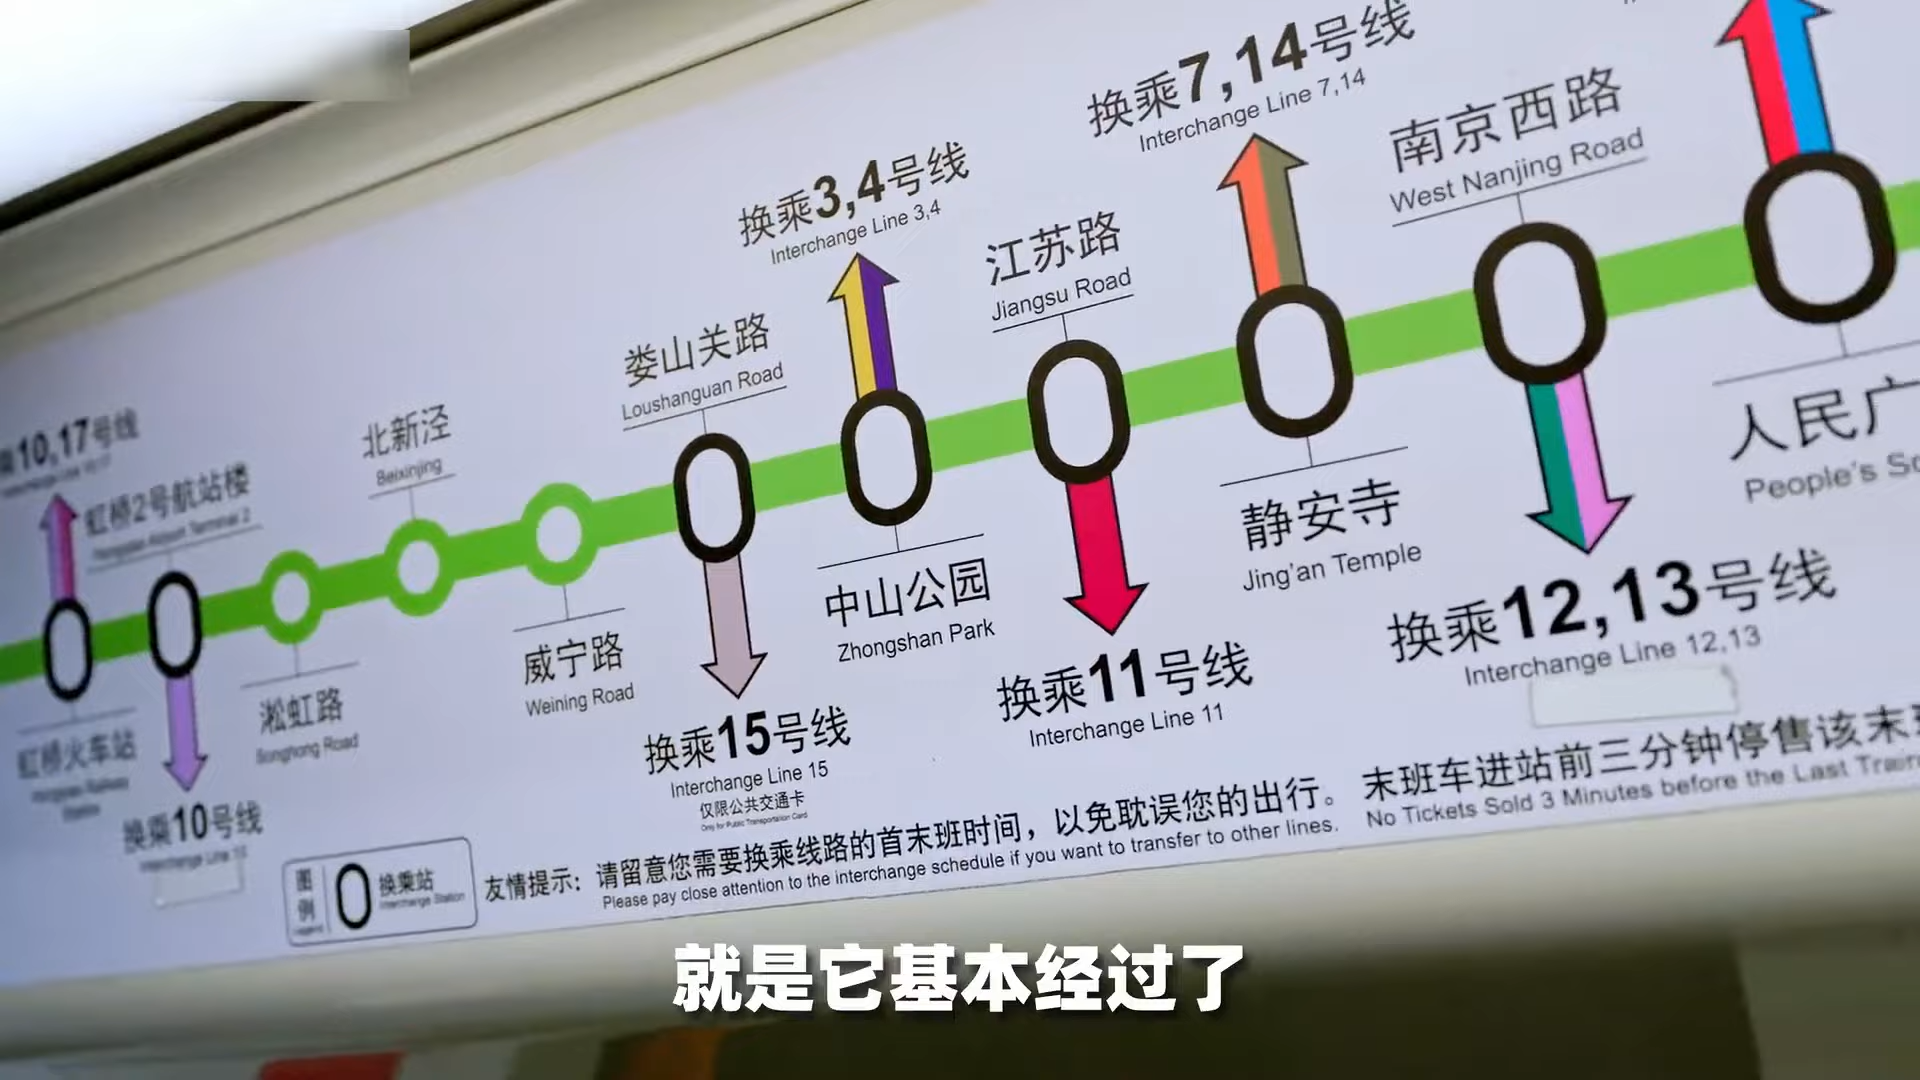 10,17号线
虹桥火车站
虹桥2号航站楼
Hongqiao Airport Terminal 2
换乘10号线
淞虹路
Songhong Road
北新泾
Beixinjing
威宁路
Weining Road
娄山关路
Loushanguan Road
换乘15号线
Interchange Line 15
仅限公共交通卡
Only for Public Transportation Card
换乘3,4号线
Interchange Line 3,4
中山公园
Zhongshan Park
江苏路
Jiangsu Road
换乘11号线
Interchange Line 11
换乘7,14号线
Interchange Line 7,14
静安寺
Jing'an Temple
南京西路
West Nanjing Road
换乘12,13号线
Interchange Line 12,13
人民广
People's
图例
换乘站
Interchange Station
友情提示: 请留意您需要换乘线路的首末班时间，以免耽误您的出行。
Please pay close attention to the interchange schedule if you want to transfer to other lines.
末班车进站前三分钟停售该末
No Tickets Sold 3 Minutes before the Last
就是它基本经过了